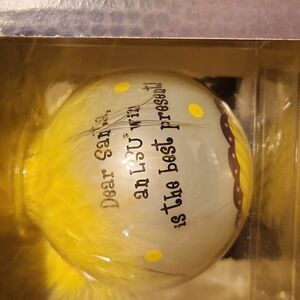 Dear Santa,
an LSU® win
is the best present!